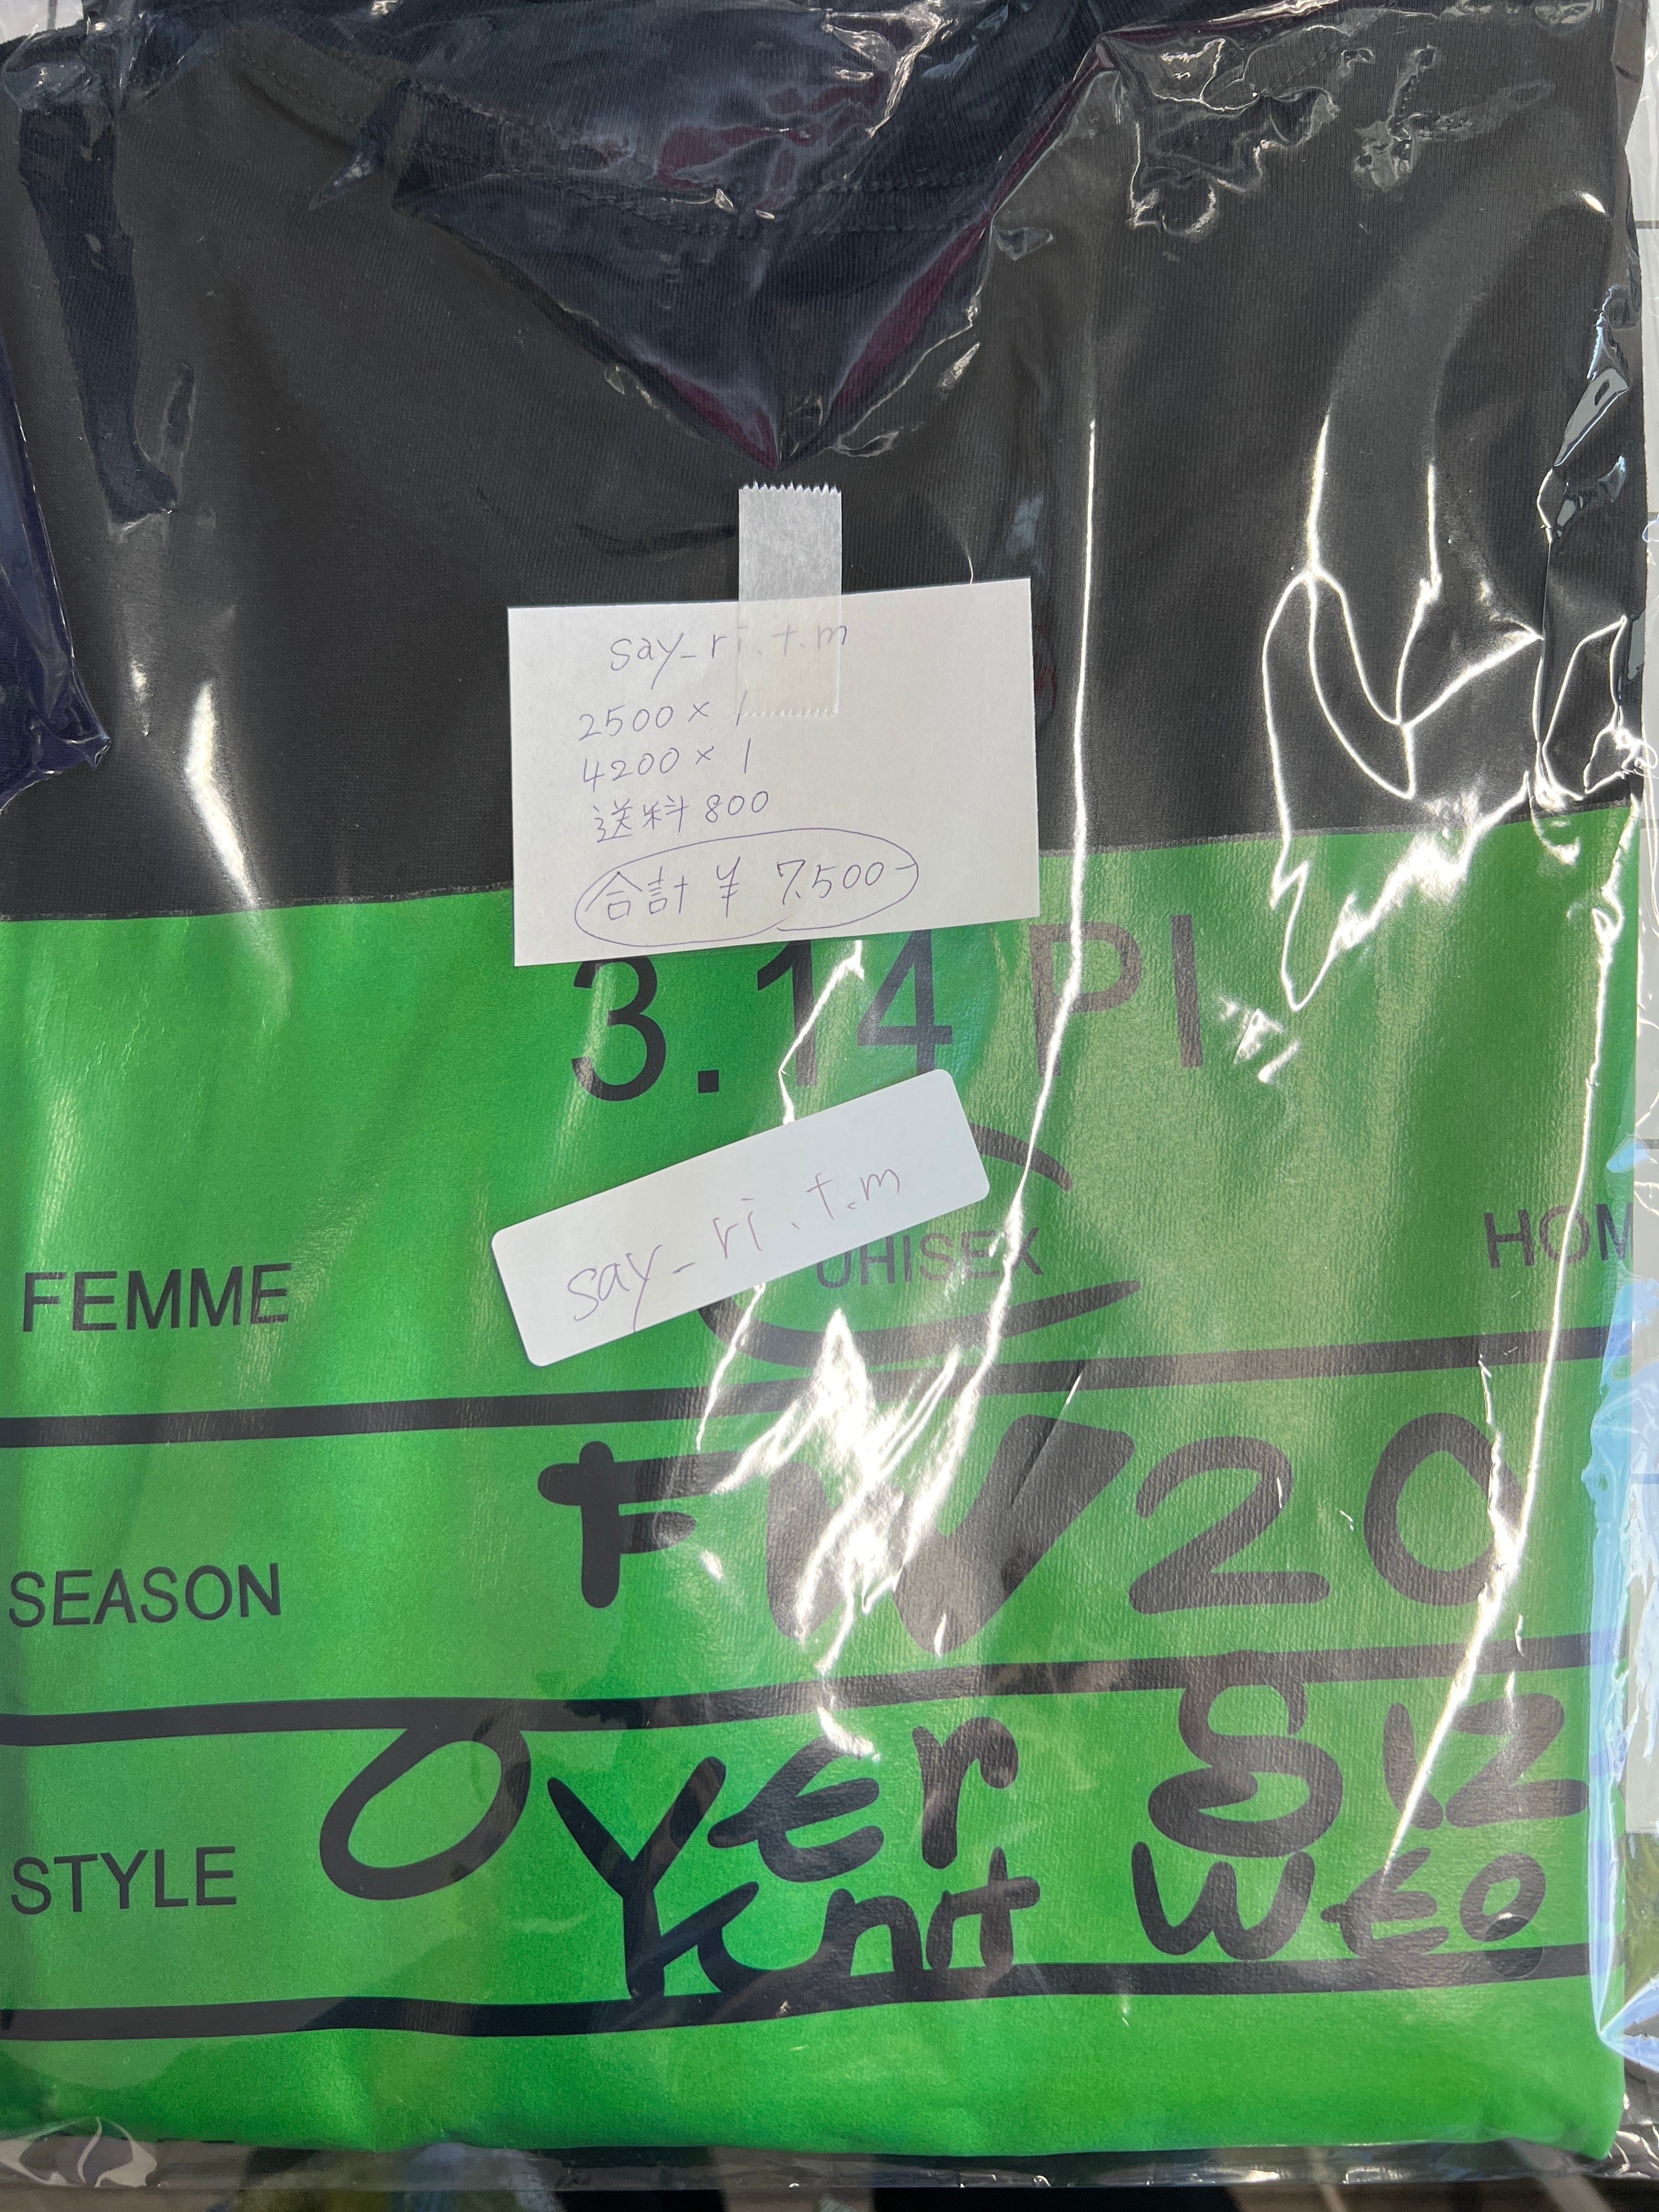 say_ri.t.m
2500×1
4200×1
送料800
合計¥7,500-
3.14 PI
say_ri.t.m
FEMME UHISEX HOM
SEASON FW20
STYLE OVEr SIZ
Knit WEO